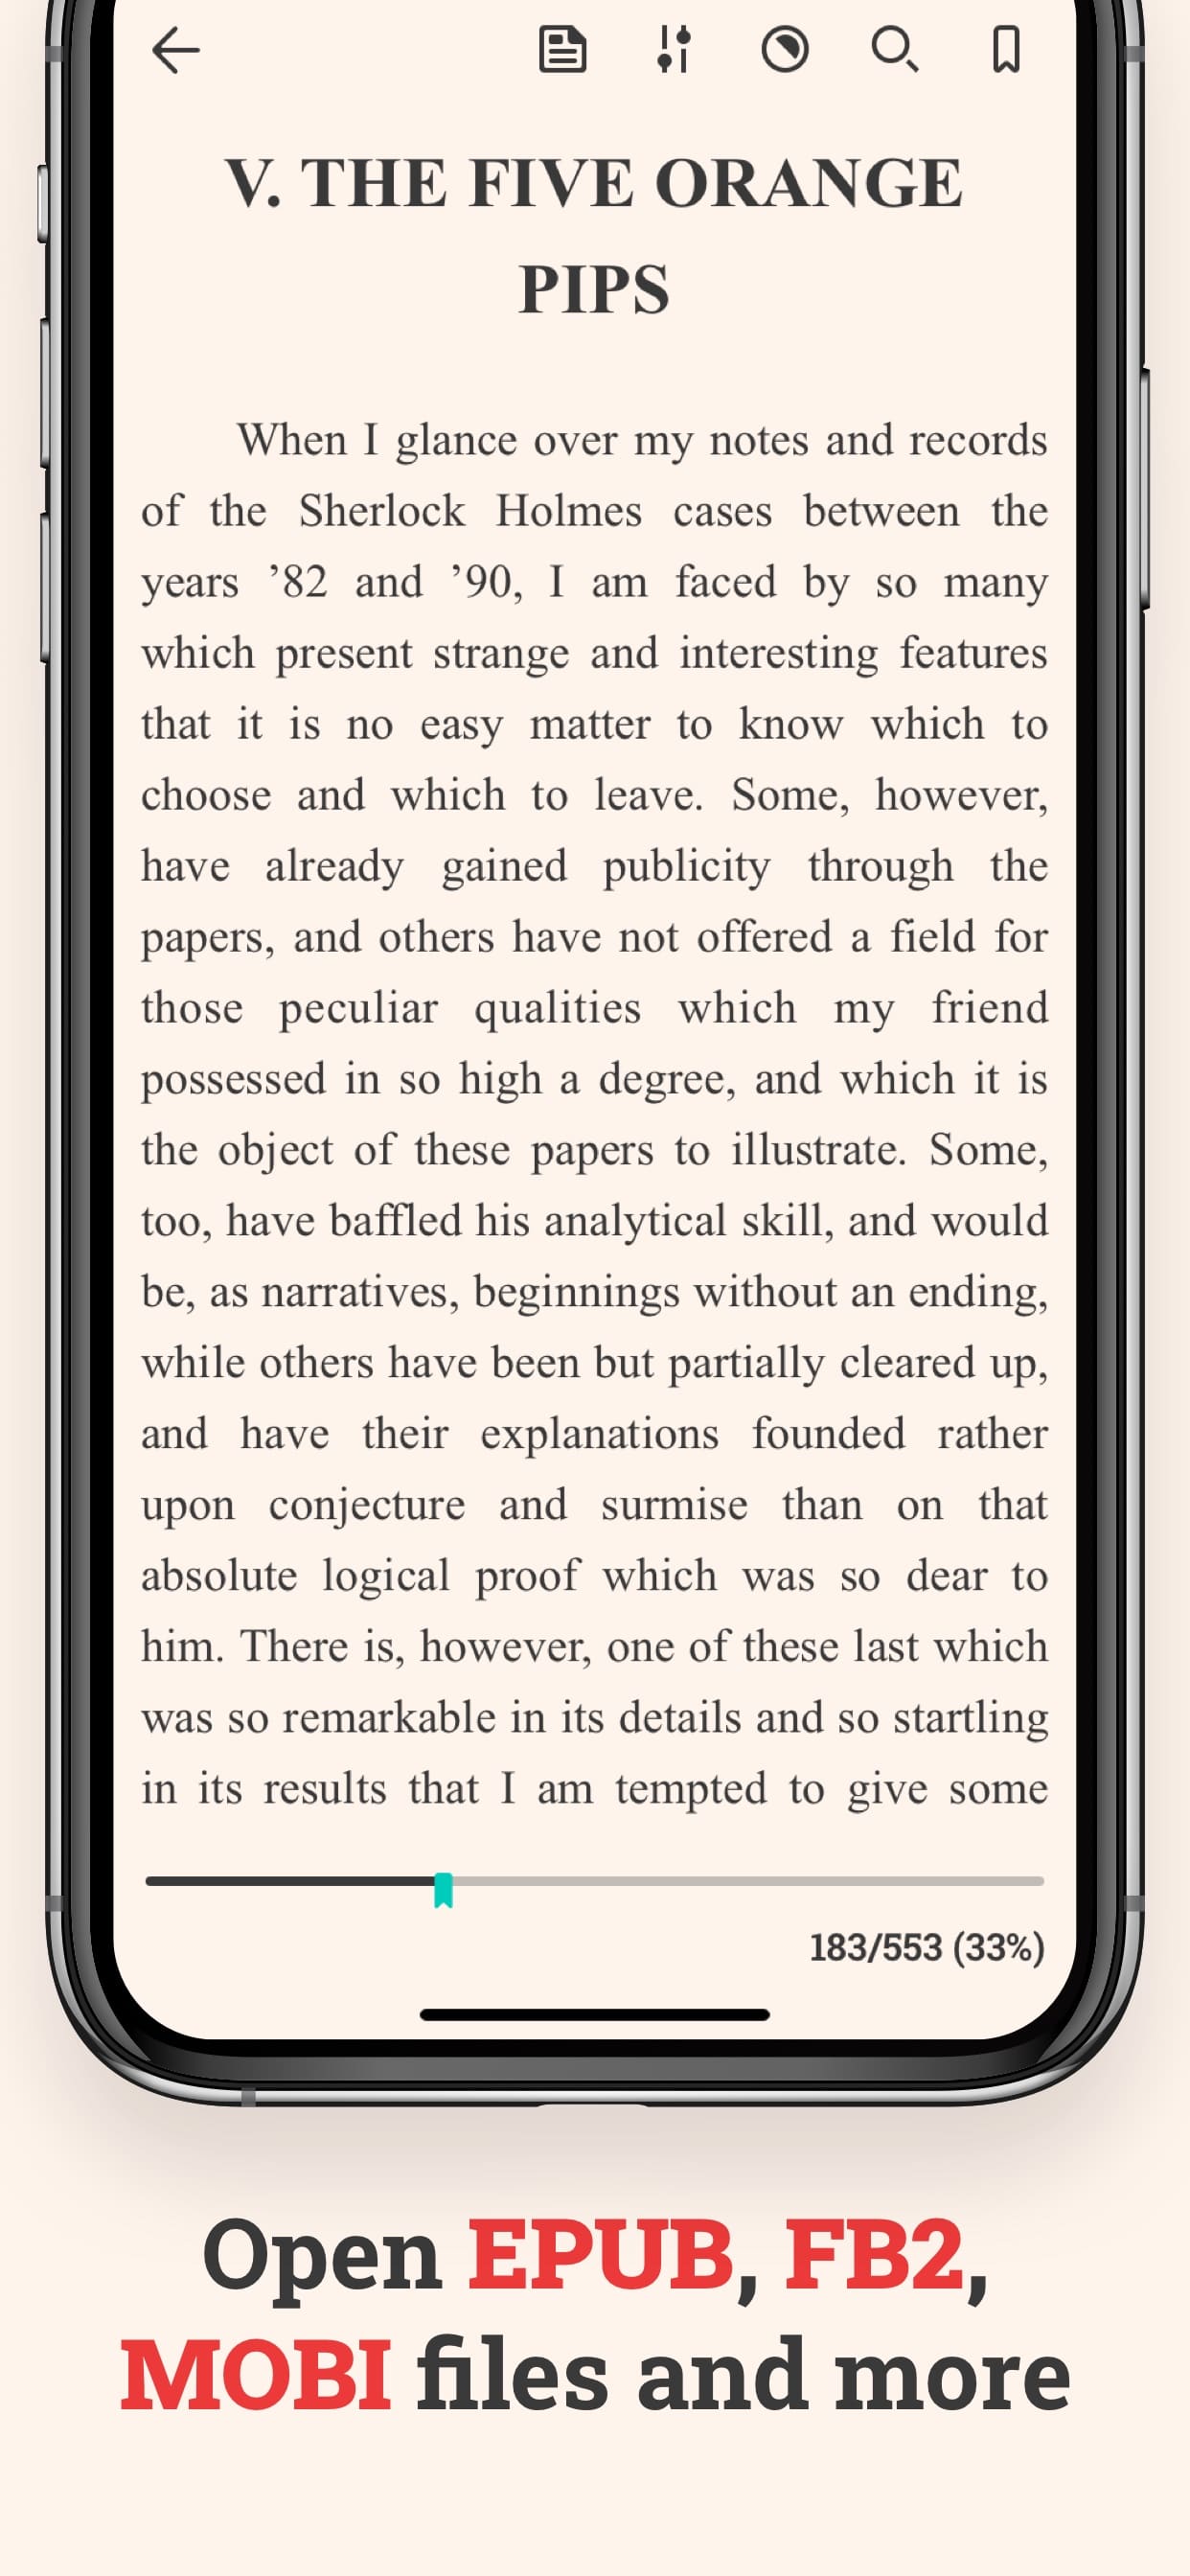 V. THE FIVE ORANGE
PIPS
When I glance over my notes and records
of the Sherlock Holmes cases between the
years ’82 and ’90, I am faced by so many
which present strange and interesting features
that it is no easy matter to know which to
choose and which to leave. Some, however,
have already gained publicity through the
papers, and others have not offered a field for
those peculiar qualities which my friend
possessed in so high a degree, and which it is
the object of these papers to illustrate. Some,
too, have baffled his analytical skill, and would
be, as narratives, beginnings without an ending,
while others have been but partially cleared up,
and have their explanations founded rather
upon conjecture and surmise than on that
absolute logical proof which was so dear to
him. There is, however, one of these last which
was so remarkable in its details and so startling
in its results that I am tempted to give some
183/553 (33%)
Open EPUB, FB2,
MOBI files and more